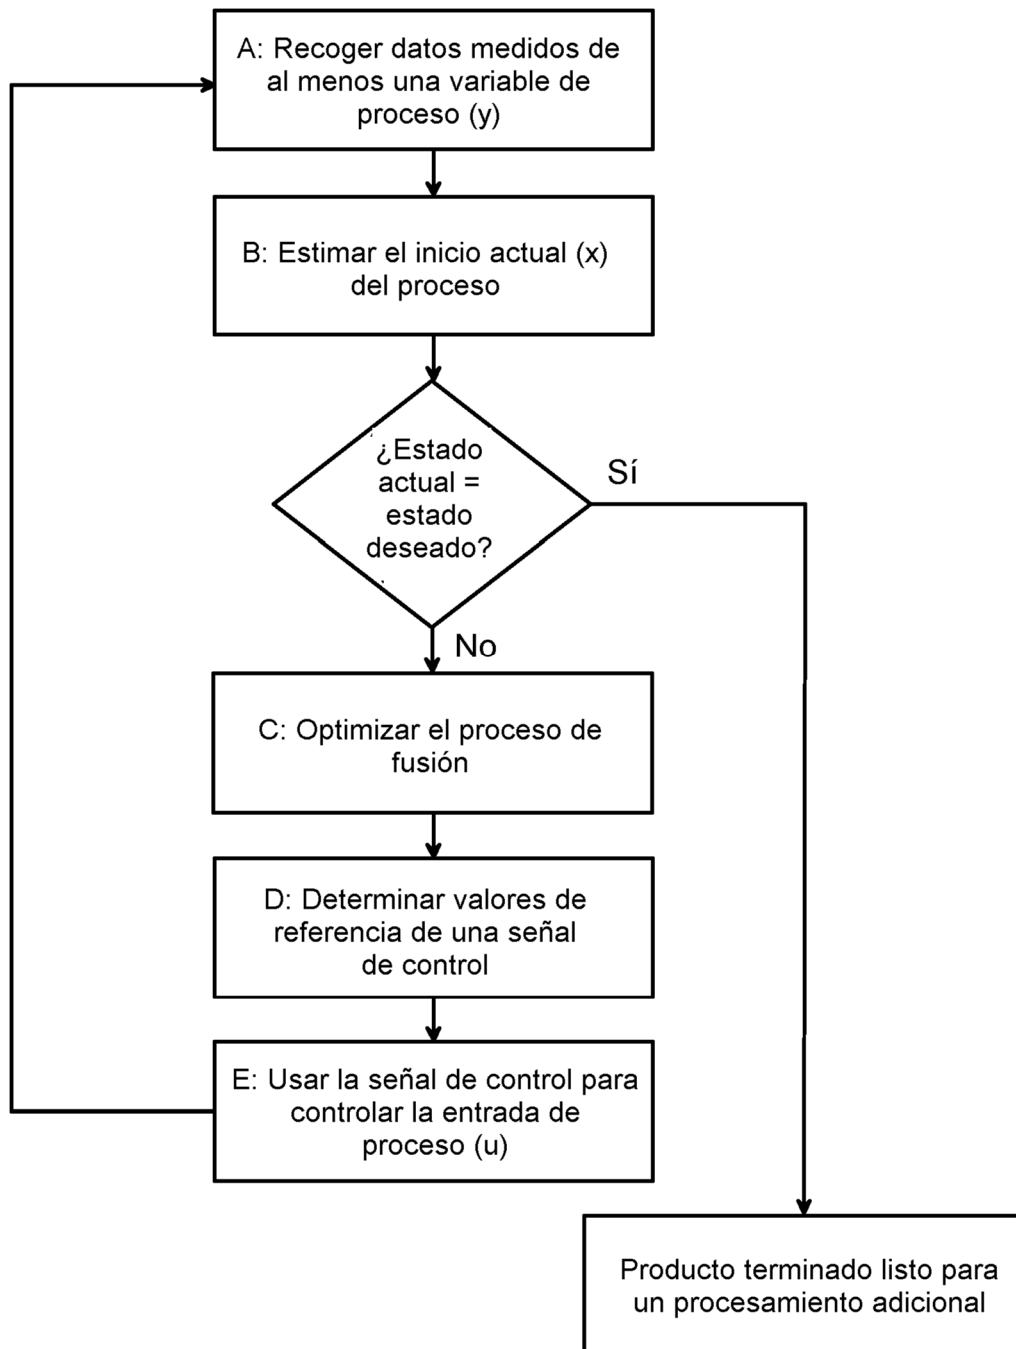 A: Recoger datos medidos de
al menos una variable de
proceso (y)
B: Estimar el inicio actual (x)
del proceso
¿Estado
actual =
estado
deseado?
Sí
No
C: Optimizar el proceso de
fusión
D: Determinar valores de
referencia de una señal
de control
E: Usar la señal de control para
controlar la entrada de
proceso (u)
Producto terminado listo para
un procesamiento adicional